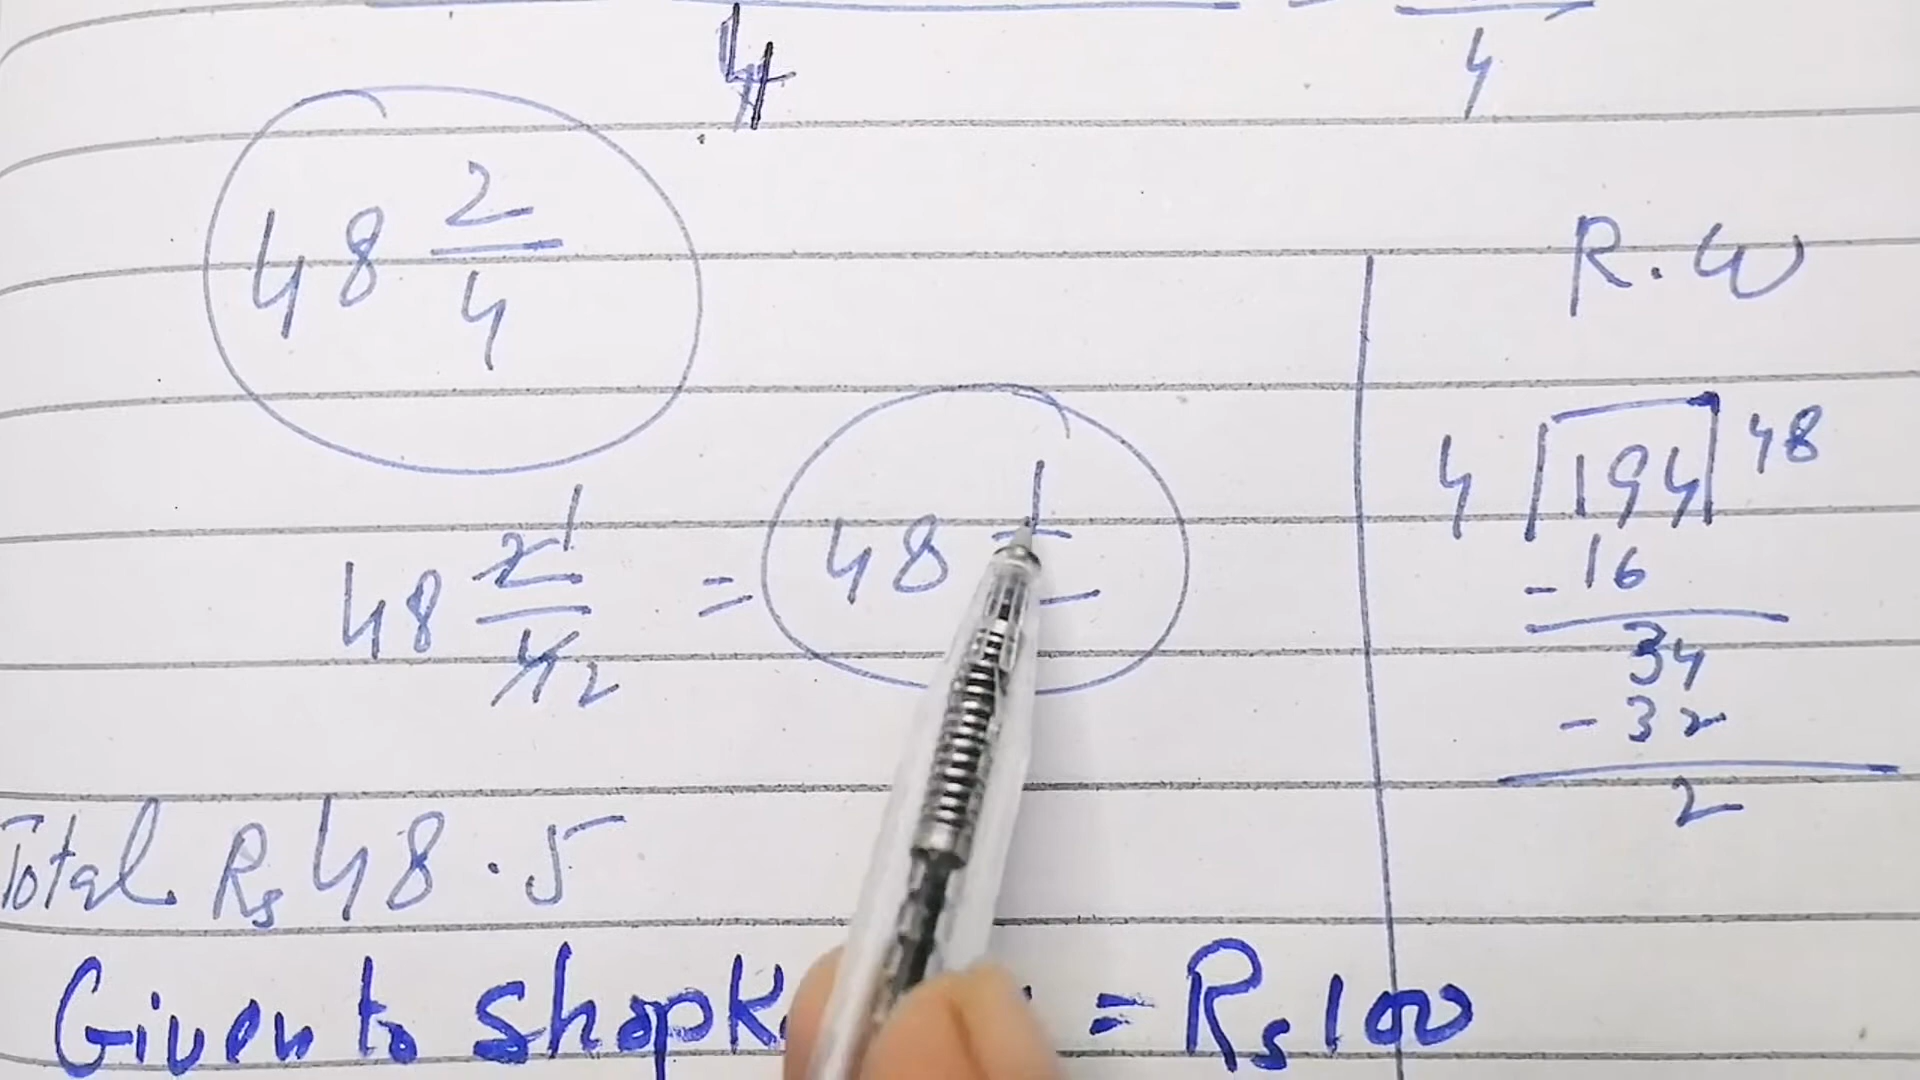 4 4
48 2/4
R.W
48 2/4 1 2 = 48 1
4 194 48
- 16
34
- 32
2
Total Rs 48.5
Given to = Rs 100